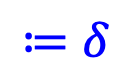 := δ